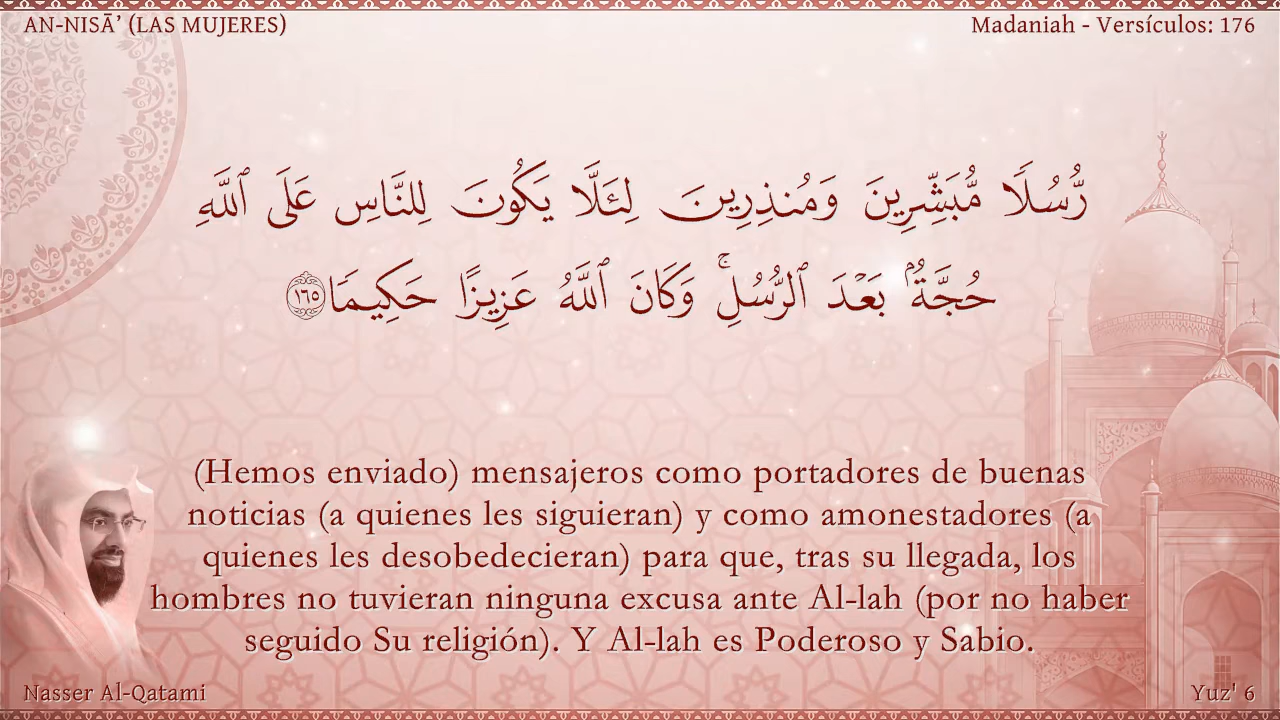 AN-NISĀ’ (LAS MUJERES)
Madaniah - Versículos: 176
رُّسُلًا مُّبَشِّرِينَ وَمُنذِرِينَ لِئَلَّا يَكُونَ لِلنَّاسِ عَلَى ٱللَّهِ
حُجَّةُۢ بَعْدَ ٱلرُّسُلِۚ وَكَانَ ٱللَّهُ عَزِيزًا حَكِيمًا ١٦٥
(Hemos enviado) mensajeros como portadores de buenas
noticias (a quienes les siguieran) y como amonestadores (a
quienes les desobedecieran) para que, tras su llegada, los
hombres no tuvieran ninguna excusa ante Al-lah (por no haber
seguido Su religión). Y Al-lah es Poderoso y Sabio.
Nasser Al-Qatami
Yuz' 6